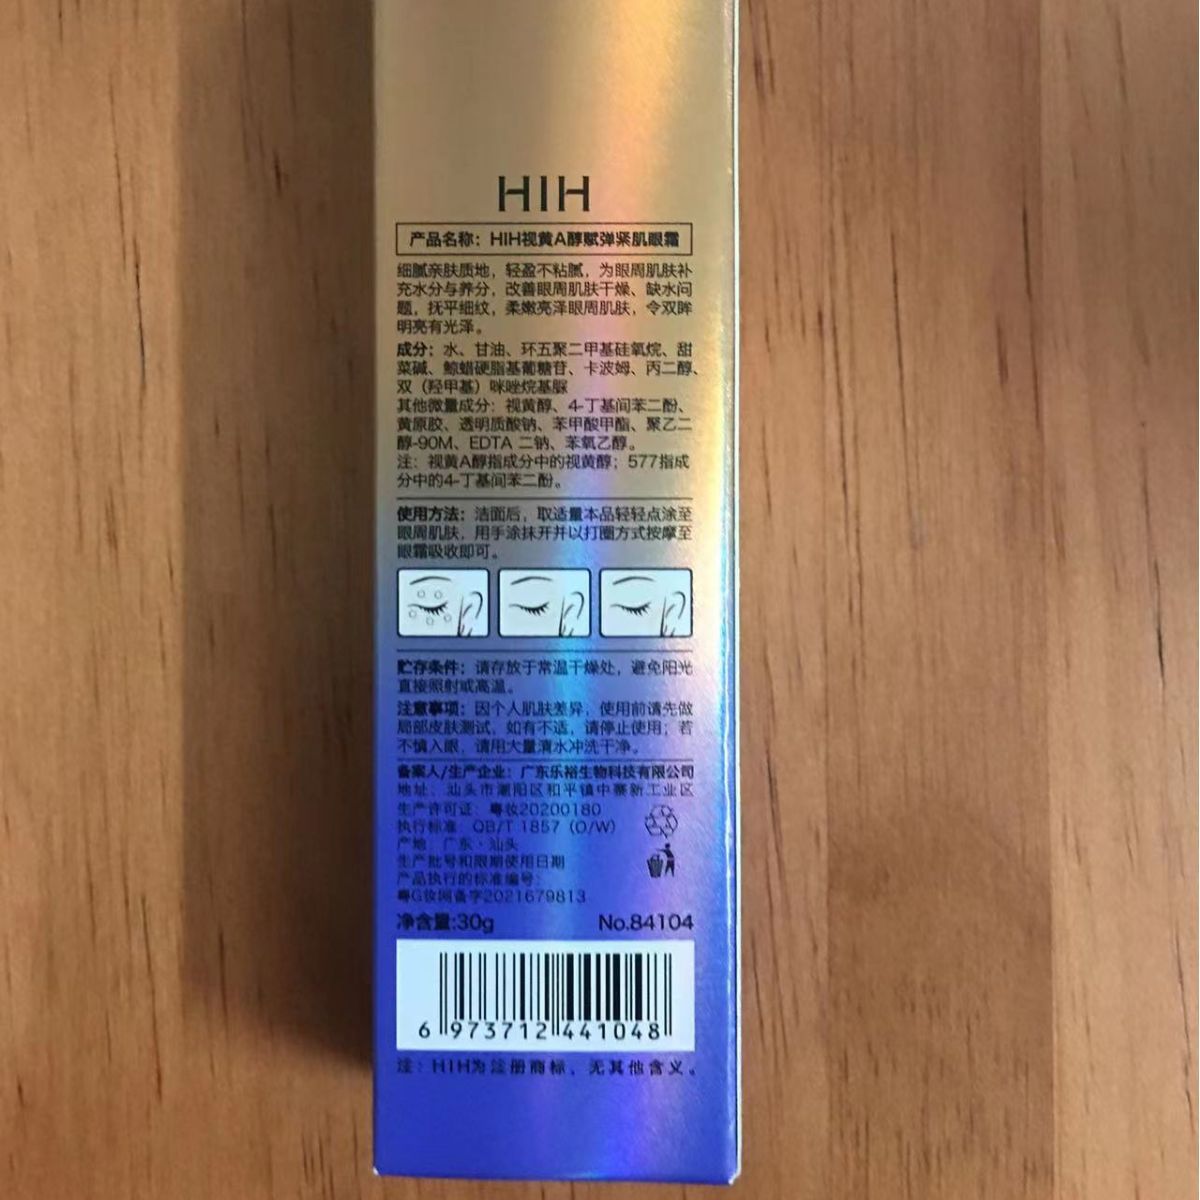 HIH
产品名称：HIH视黄A醇赋弹紧肌眼霜
细腻亲肤质地，轻盈不粘腻，为眼周肌肤补
充水分与养分，改善眼周肌肤干燥、缺水问
题，抚平细纹，柔嫩亮泽眼周肌肤，令双眸
明亮有光泽。
成分：水、甘油、环五聚二甲基硅氧烷、甜
菜碱、鲸蜡硬脂基葡糖苷、卡波姆、丙二醇、
双（羟甲基）咪唑烷基脲
其他微量成分：视黄醇、4-丁基间苯二酚、
黄原胶、透明质酸钠、苯甲酸甲酯、聚乙二
醇-90M、EDTA 二钠、苯氧乙醇。
注：视黄A醇指成分中的视黄醇；577指成
分中的4-丁基间苯二酚。
使用方法：洁面后，取适量本品轻轻点涂至
眼周肌肤，用手涂抹开并以打圈方式按摩至
眼霜吸收即可。
贮存条件：请存放于常温干燥处，避免阳光
直接照射或高温。
注意事项：因个人肌肤差异，使用前请先做
局部皮肤测试，如有不适，请停止使用；若
不慎入眼，请用大量清水冲洗干净。
备案人/生产企业：广东乐裕生物科技有限公司
地址：汕头市潮阳区和平镇中寨新工业区
生产许可证：粤妆20200180
执行标准：QB/T 1857（O/W）
产地：广东·汕头
生产批号和限期使用日期
产品执行的标准编号：
粤G妆网备字2021679813
净含量:30g No.84104
6 973712 441048
注：HIH为注册商标，无其他含义。